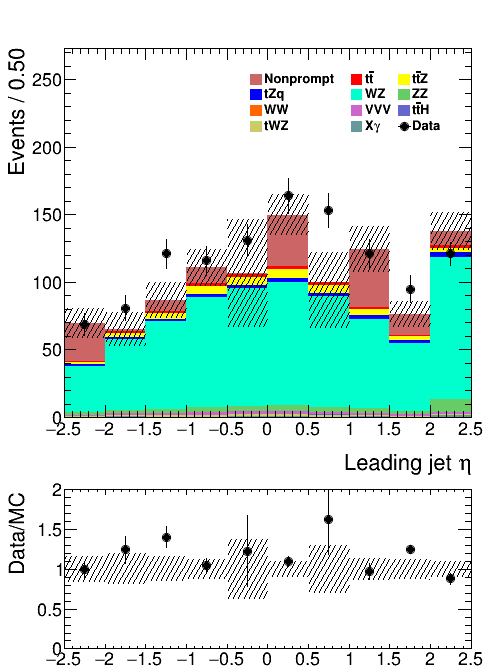 Events / 0.50
250
200
150
100
50
0
Nonprompt tt̄ tt̄Z
tZq WZ ZZ
WW VVV tt̄H
tWZ Xγ Data
−2.5 −2 −1.5 −1 −0.5 0 0.5 1 1.5 2 2.5
Leading jet η
Data/MC
2
1.5
1
0.5
0
−2.5 −2 −1.5 −1 −0.5 0 0.5 1 1.5 2 2.5